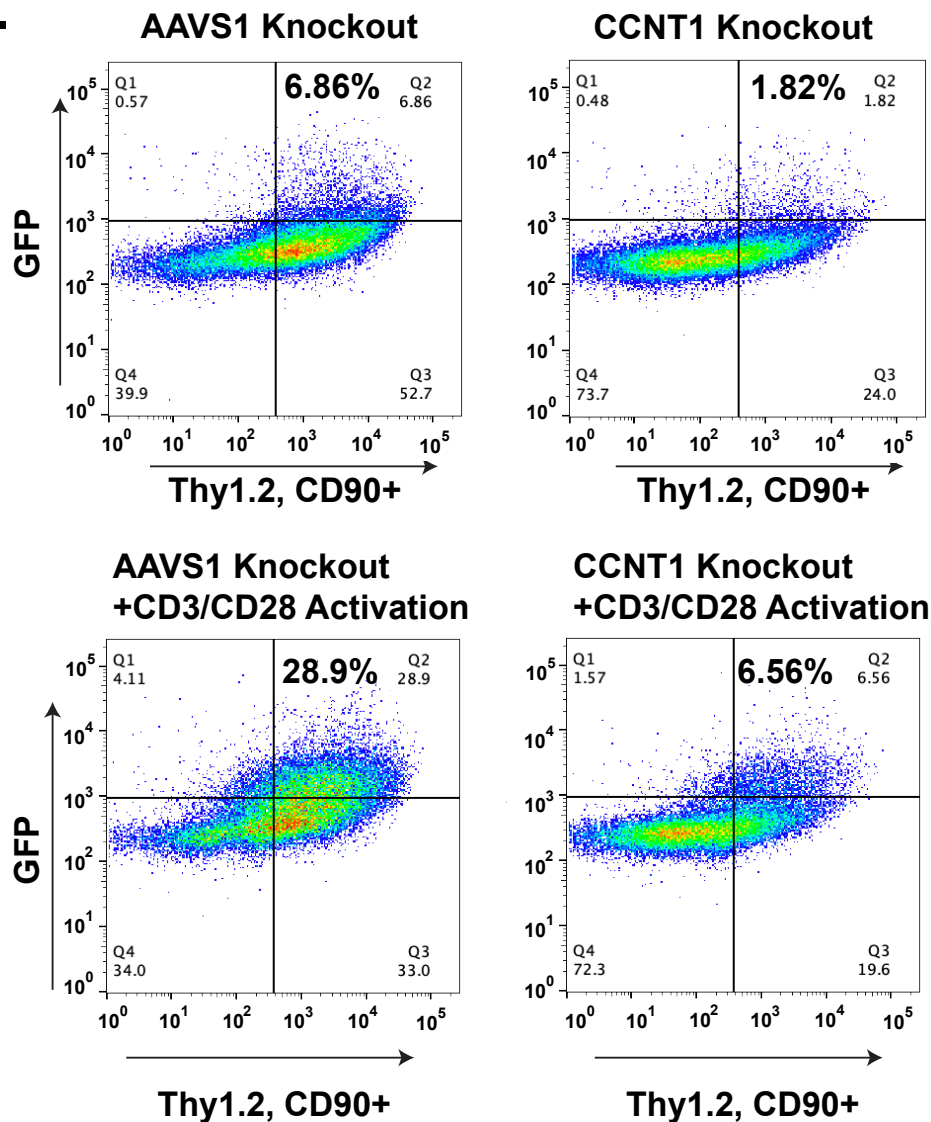 AAVS1 Knockout
CCNT1 Knockout
Q1
0.57
6.86%
Q2
6.86
Q4
39.9
Q3
52.7
10^5
10^4
10^3
10^2
10^1
10^0
GFP
10^0 10^1 10^2 10^3 10^4 10^5
Thy1.2, CD90+
Q1
0.48
1.82%
Q2
1.82
Q4
73.7
Q3
24.0
10^5
10^4
10^3
10^2
10^1
10^0
10^0 10^1 10^2 10^3 10^4 10^5
Thy1.2, CD90+
AAVS1 Knockout
+CD3/CD28 Activation
CCNT1 Knockout
+CD3/CD28 Activation
Q1
4.11
28.9%
Q2
28.9
Q4
34.0
Q3
33.0
10^5
10^4
10^3
10^2
10^1
10^0
GFP
10^0 10^1 10^2 10^3 10^4 10^5
Thy1.2, CD90+
Q1
1.57
6.56%
Q2
6.56
Q4
72.3
Q3
19.6
10^5
10^4
10^3
10^2
10^1
10^0
10^0 10^1 10^2 10^3 10^4 10^5
Thy1.2, CD90+